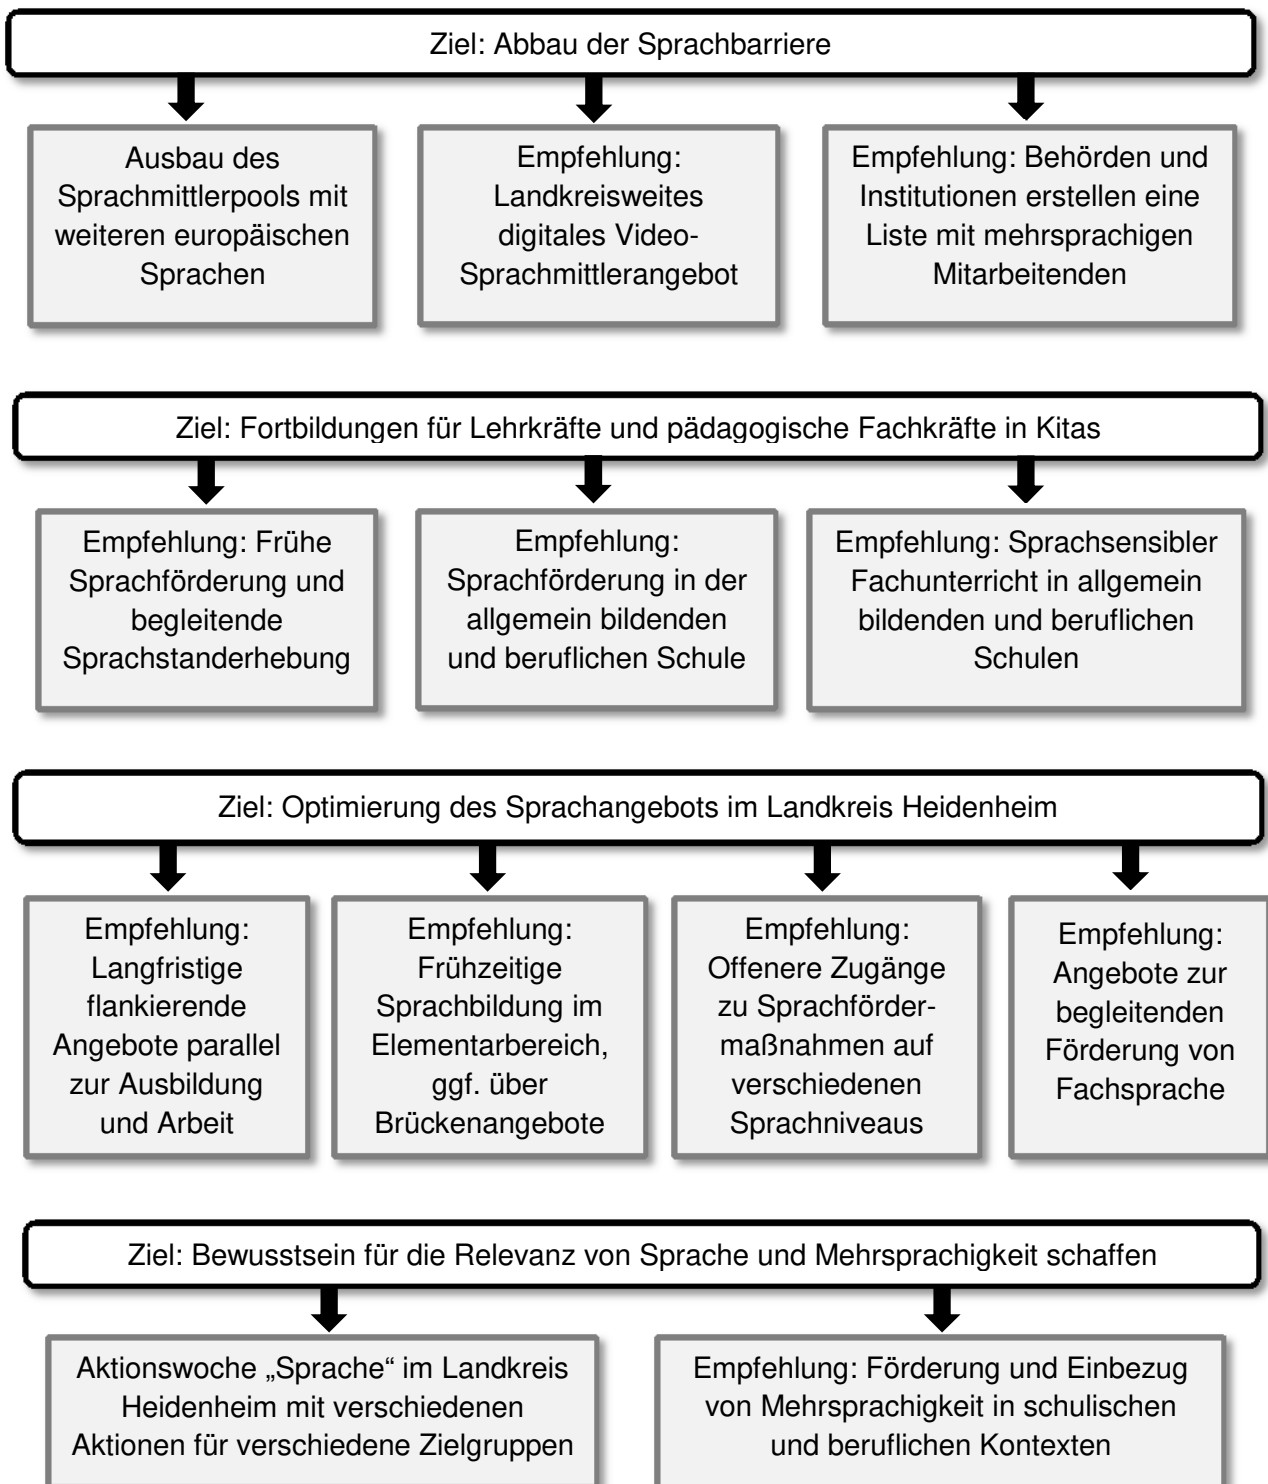 Ziel: Abbau der Sprachbarriere
Ausbau des
Sprachmittlerpools mit
weiteren europäischen
Sprachen
Empfehlung:
Landkreisweites
digitales Video-
Sprachmittlerangebot
Empfehlung: Behörden und
Institutionen erstellen eine
Liste mit mehrsprachigen
Mitarbeitenden
Ziel: Fortbildungen für Lehrkräfte und pädagogische Fachkräfte in Kitas
Empfehlung: Frühe
Sprachförderung und
begleitende
Sprachstanderhebung
Empfehlung:
Sprachförderung in der
allgemein bildenden
und beruflichen Schule
Empfehlung: Sprachsensibler
Fachunterricht in allgemein
bildenden und beruflichen
Schulen
Ziel: Optimierung des Sprachangebots im Landkreis Heidenheim
Empfehlung:
Langfristige
flankierende
Angebote parallel
zur Ausbildung
und Arbeit
Empfehlung:
Frühzeitige
Sprachbildung im
Elementarbereich,
ggf. über
Brückenangebote
Empfehlung:
Offenere Zugänge
zu Sprachförder-
maßnahmen auf
verschiedenen
Sprachniveaus
Empfehlung:
Angebote zur
begleitenden
Förderung von
Fachsprache
Ziel: Bewusstsein für die Relevanz von Sprache und Mehrsprachigkeit schaffen
Aktionswoche „Sprache“ im Landkreis
Heidenheim mit verschiedenen
Aktionen für verschiedene Zielgruppen
Empfehlung: Förderung und Einbezug
von Mehrsprachigkeit in schulischen
und beruflichen Kontexten